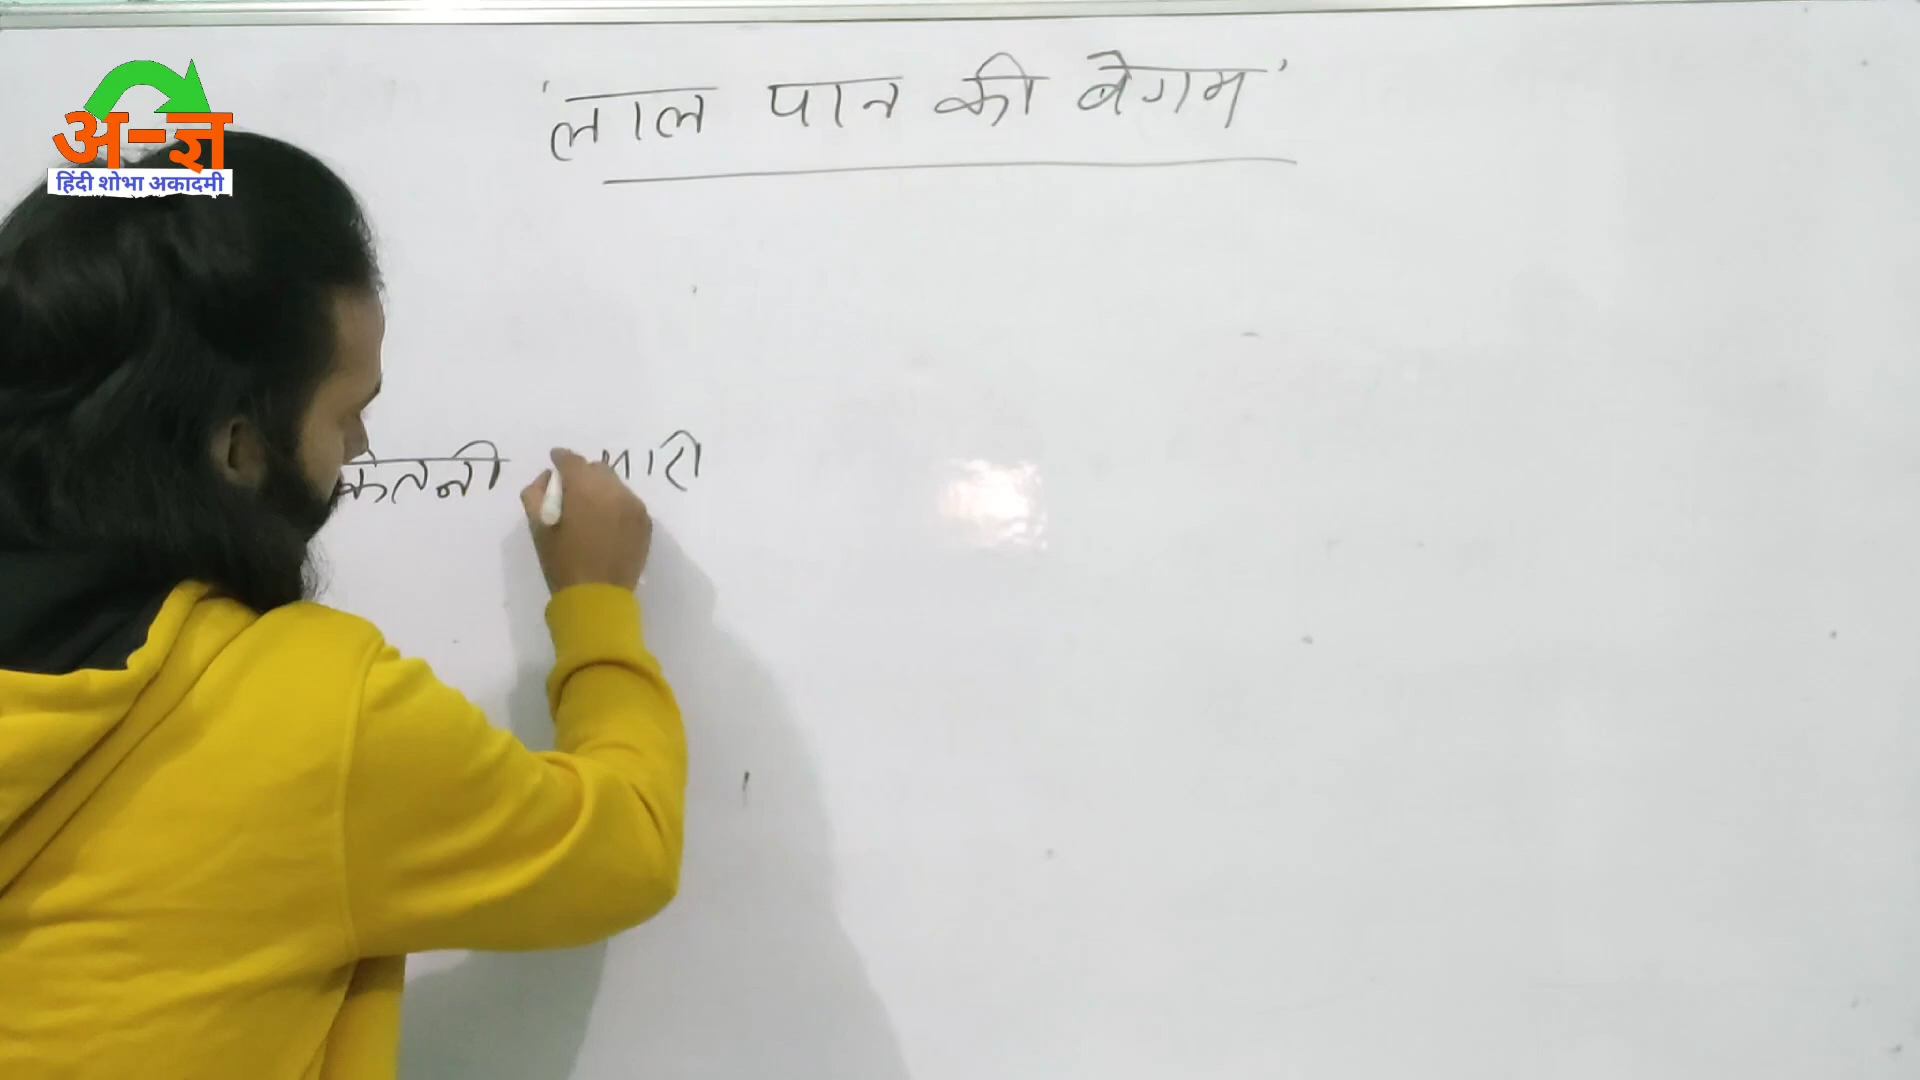 अ-ज्ञ
हिंदी शोभा अकादमी
'लाल पान की बेगम'